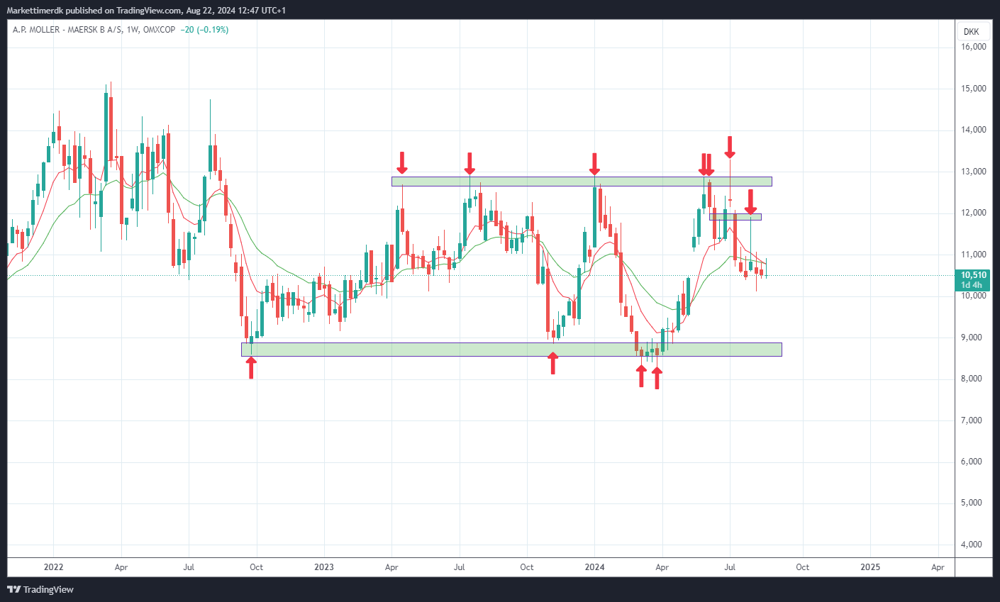 Markettimerdk published on TradingView.com, Aug 22, 2024 12:47 UTC+1
A.P. MOLLER - MAERSK B A/S, 1W, OMXCOP −20 (−0.19%)
DKK
16,000
15,000
14,000
13,000
12,000
11,000
10,510
1d 4h
10,000
9,000
8,000
7,000
6,000
5,000
4,000
2022 Apr Jul Oct 2023 Apr Jul Oct 2024 Apr Jul Oct 2025 Apr
TradingView